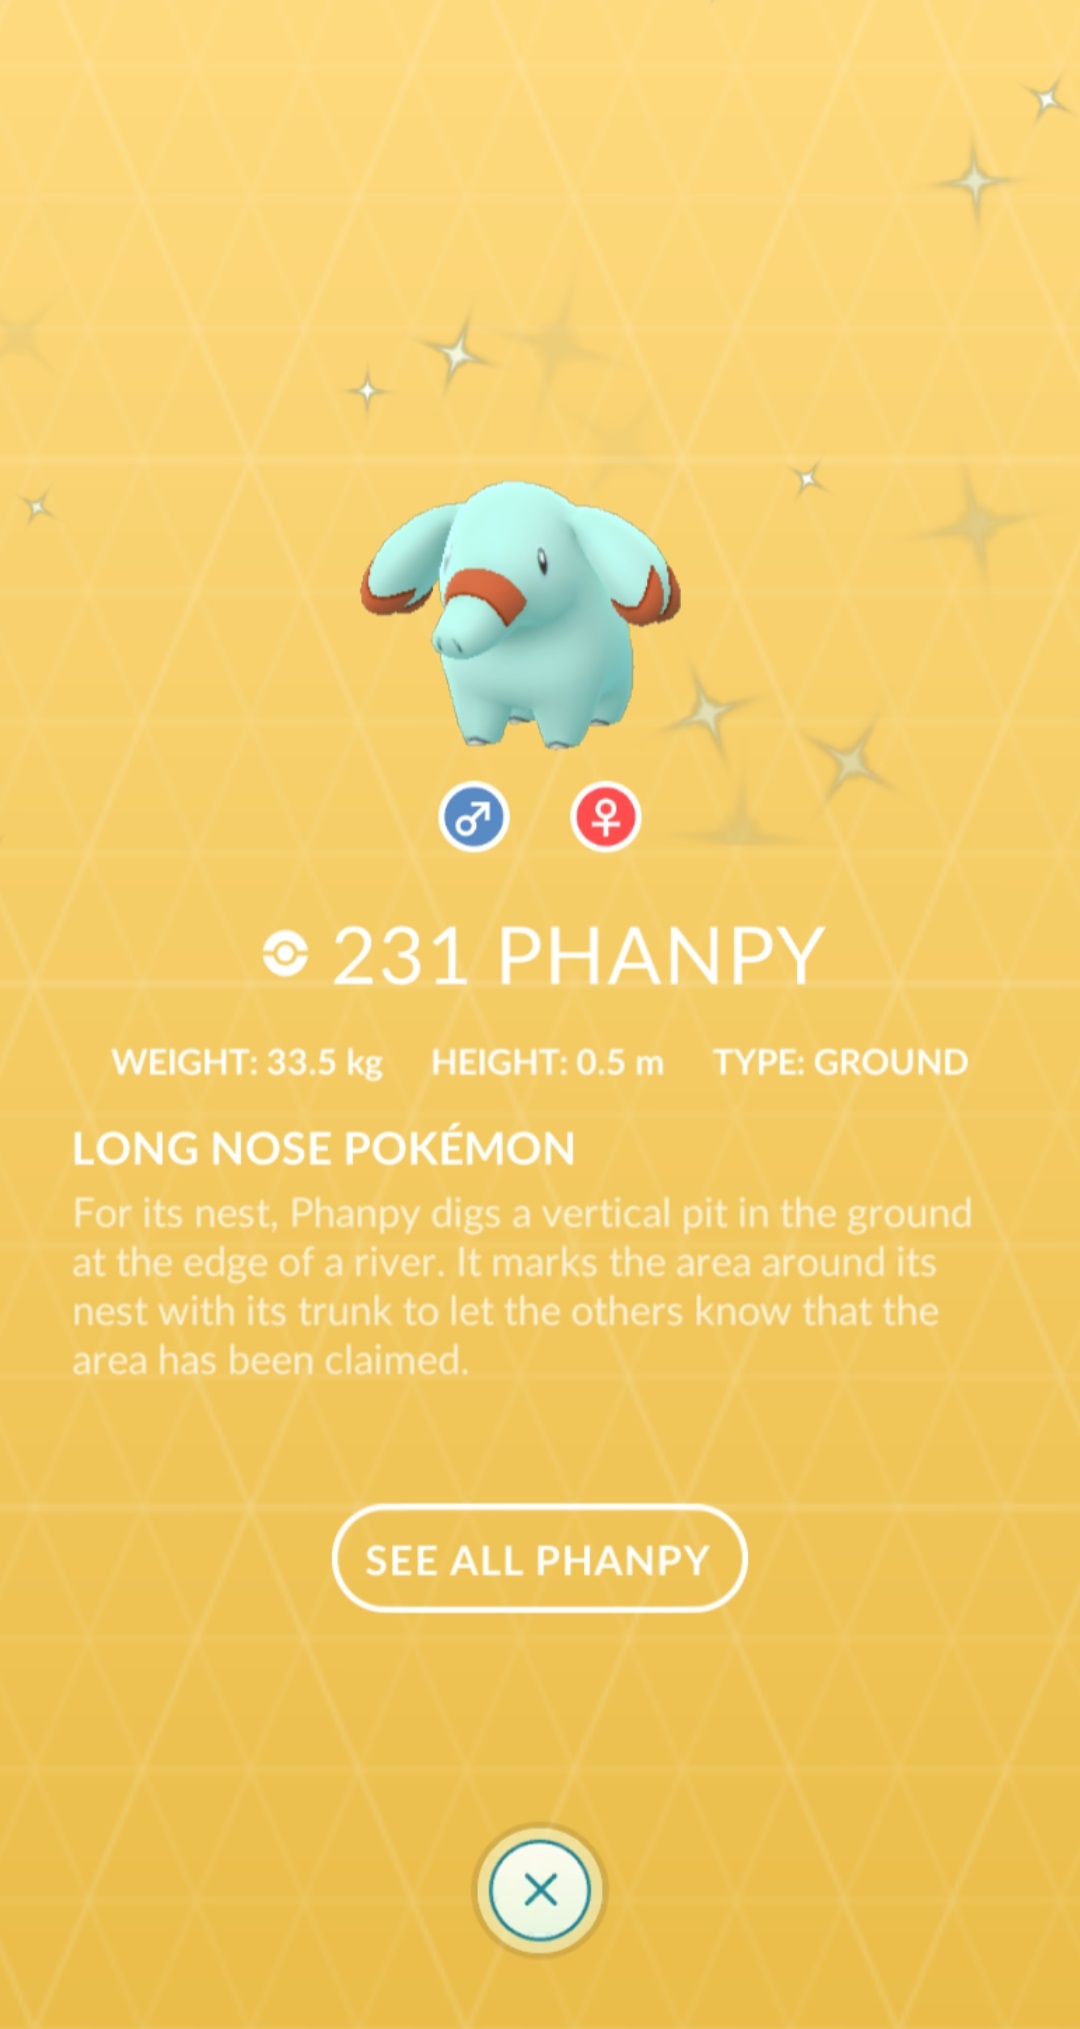 231 PHANPY
WEIGHT: 33.5 kg HEIGHT: 0.5 m TYPE: GROUND
LONG NOSE POKÉMON
For its nest, Phanpy digs a vertical pit in the ground
at the edge of a river. It marks the area around its
nest with its trunk to let the others know that the
area has been claimed.
SEE ALL PHANPY